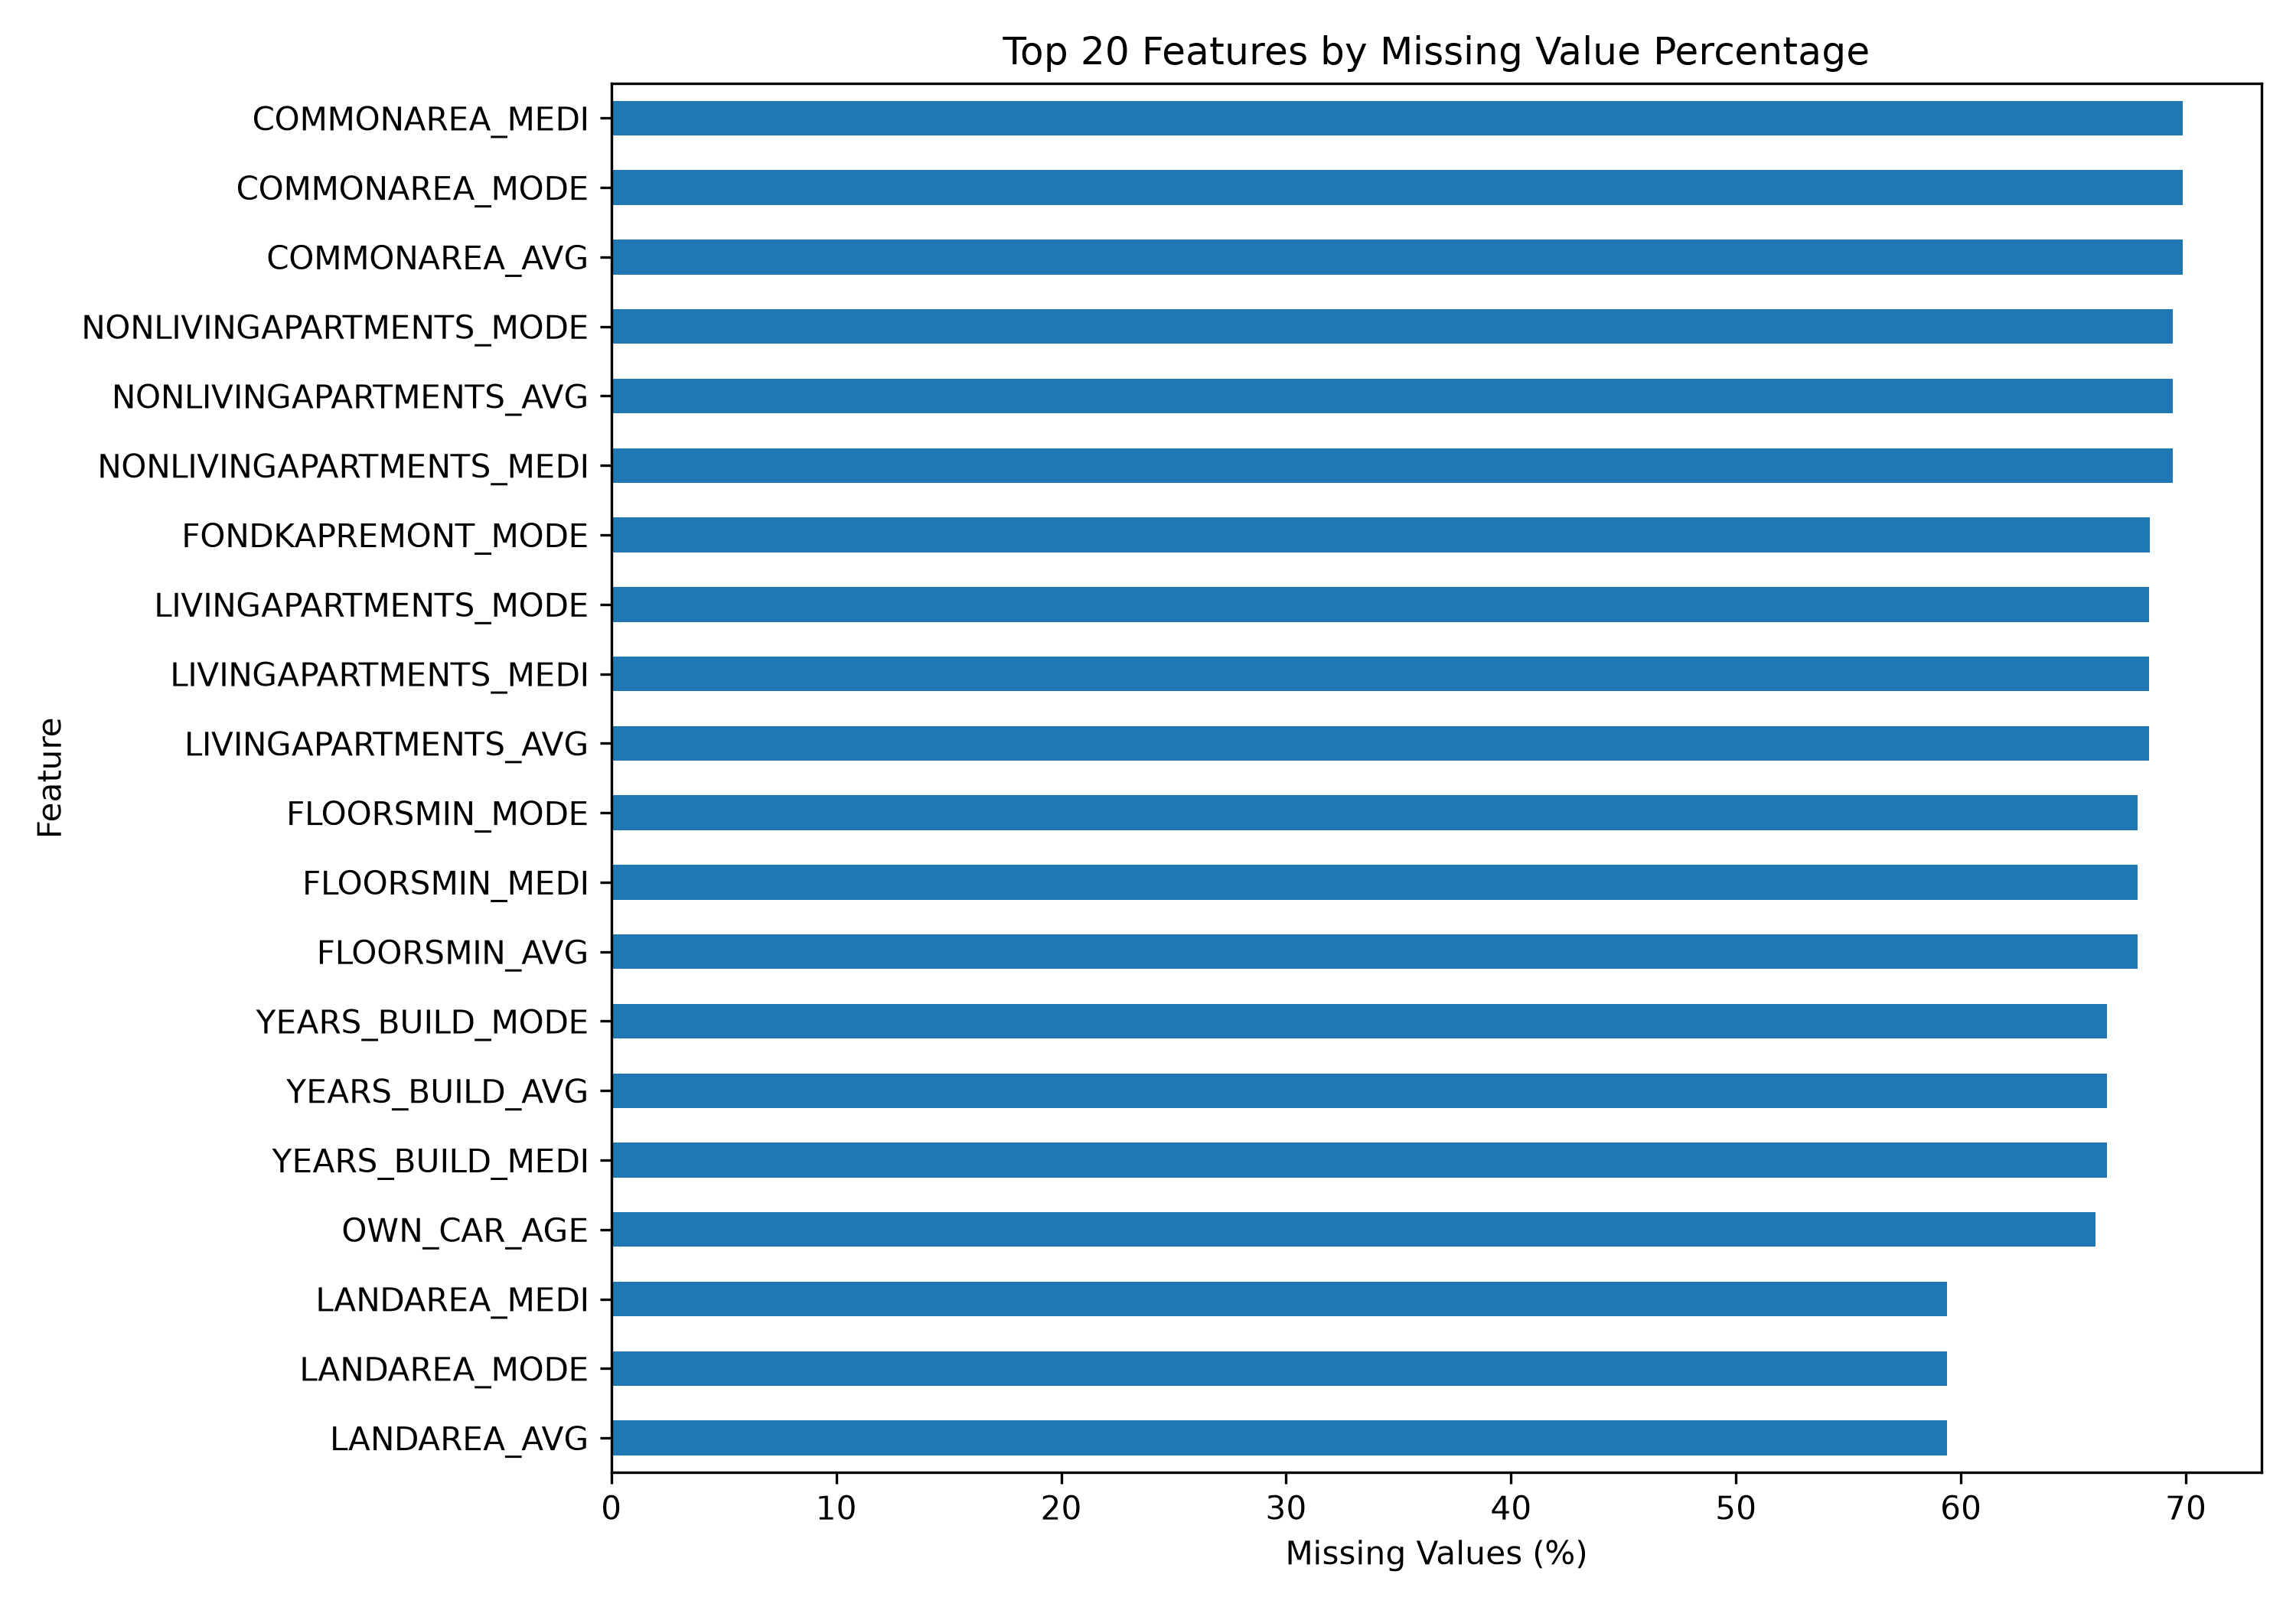 Top 20 Features by Missing Value Percentage
COMMONAREA_MEDI
COMMONAREA_MODE
COMMONAREA_AVG
NONLIVINGAPARTMENTS_MODE
NONLIVINGAPARTMENTS_AVG
NONLIVINGAPARTMENTS_MEDI
FONDKAPREMONT_MODE
LIVINGAPARTMENTS_MODE
LIVINGAPARTMENTS_MEDI
LIVINGAPARTMENTS_AVG
FLOORSMIN_MODE
FLOORSMIN_MEDI
FLOORSMIN_AVG
YEARS_BUILD_MODE
YEARS_BUILD_AVG
YEARS_BUILD_MEDI
OWN_CAR_AGE
LANDAREA_MEDI
LANDAREA_MODE
LANDAREA_AVG
Feature
0 10 20 30 40 50 60 70
Missing Values (%)